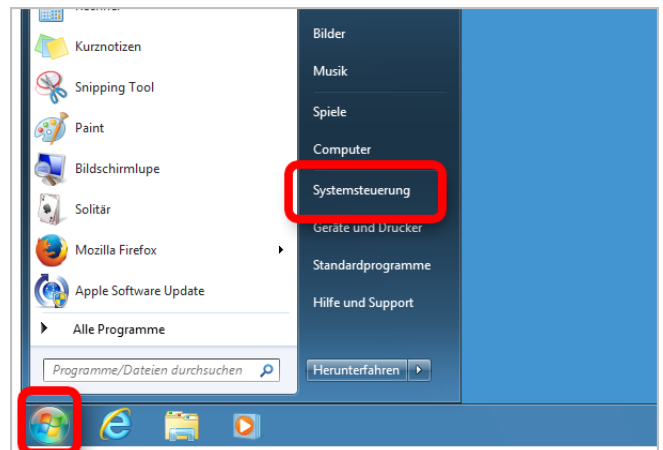 Kurznotizen
Snipping Tool
Paint
Bildschirmlupe
Solitär
Mozilla Firefox
Apple Software Update
Alle Programme
Programme/Dateien durchsuchen
Bilder
Musik
Spiele
Computer
Systemsteuerung
Geräte und Drucker
Standardprogramme
Hilfe und Support
Herunterfahren